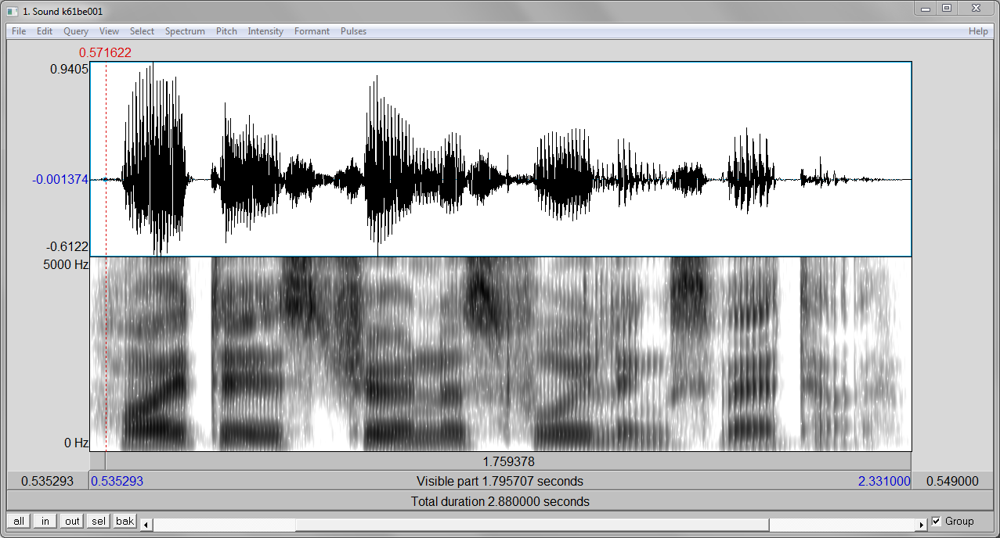 1. Sound k61be001
File Edit Query View Select Spectrum Pitch Intensity Formant Pulses Help
0.571622
0.9405
-0.001374
-0.6122
5000 Hz
0 Hz
1.759378
0.535293 0.535293 Visible part 1.795707 seconds 2.331000 0.549000
Total duration 2.880000 seconds
all in out sel bak Group